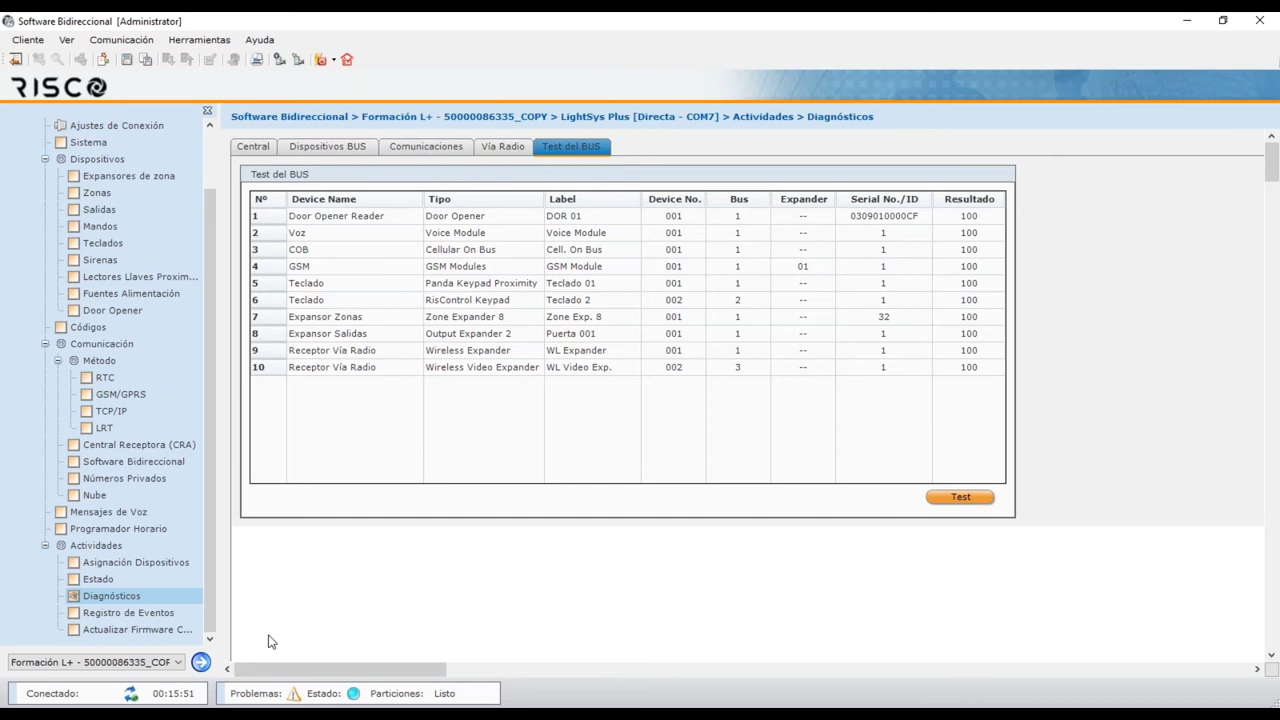 Software Bidireccional [Administrator]
Cliente Ver Comunicación Herramientas Ayuda
RISCO
Software Bidireccional > Formación L+ - 50000086335_COPY > LightSys Plus [Directa - COM7] > Actividades > Diagnósticos
Ajustes de Conexión
Sistema
Dispositivos
Expansores de zona
Zonas
Salidas
Mandos
Teclados
Sirenas
Lectores Llaves Proxim...
Fuentes Alimentación
Door Opener
Códigos
Comunicación
Método
RTC
GSM/GPRS
TCP/IP
LRT
Central Receptora (CRA)
Software Bidireccional
Números Privados
Nube
Mensajes de Voz
Programador Horario
Actividades
Asignación Dispositivos
Estado
Diagnósticos
Registro de Eventos
Actualizar Firmware C...
Formación L+ - 50000086335_COF
Central Dispositivos BUS Comunicaciones Vía Radio Test del BUS
Test del BUS
Nº Device Name Tipo Label Device No. Bus Expander Serial No./ID Resultado
1 Door Opener Reader Door Opener DOR 01 001 1 -- 0309010000CF 100
2 Voz Voice Module Voice Module 001 1 -- 1 100
3 COB Cellular On Bus Cell. On Bus 001 1 -- 1 100
4 GSM GSM Modules GSM Module 001 1 01 1 100
5 Teclado Panda Keypad Proximity Teclado 01 001 1 -- 1 100
6 Teclado RisControl Keypad Teclado 2 002 2 -- 1 100
7 Expansor Zonas Zone Expander 8 Zone Exp. 8 001 1 -- 32 100
8 Expansor Salidas Output Expander 2 Puerta 001 001 1 -- 1 100
9 Receptor Vía Radio Wireless Expander WL Expander 001 1 -- 1 100
10 Receptor Vía Radio Wireless Video Expander WL Video Exp. 002 3 -- 1 100
Test
Conectado: 00:15:51 Problemas: Estado: Particiones: Listo